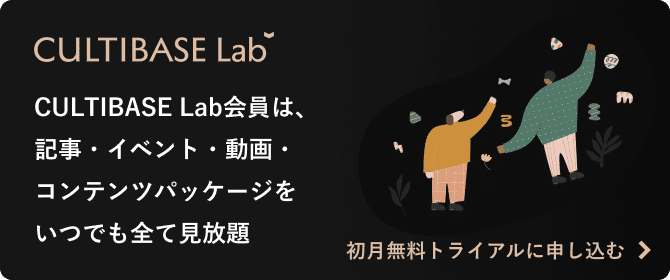 CULTIBASE Lab
CULTIBASE Lab会員は、
記事・イベント・動画・
コンテンツパッケージを
いつでも全て見放題
初月無料トライアルに申し込む